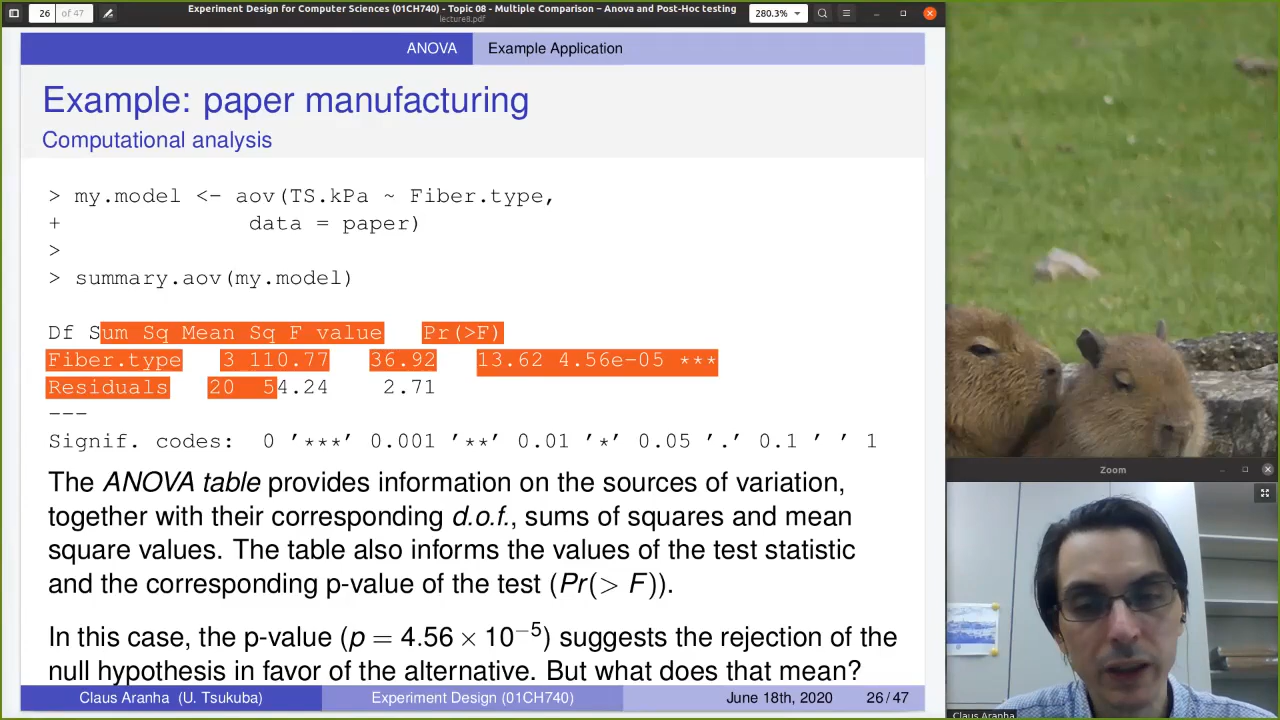 26 of 47
Experiment Design for Computer Sciences (01CH740) - Topic 08 - Multiple Comparison – Anova and Post-Hoc testing
lecture8.pdf
280.3%
ANOVA Example Application
Example: paper manufacturing
Computational analysis
> my.model <- aov(TS.kPa ~ Fiber.type,
+ data = paper)
>
> summary.aov(my.model)
Df Sum Sq Mean Sq F value Pr(>F)
Fiber.type 3 110.77 36.92 13.62 4.56e-05 ***
Residuals 20 54.24 2.71
---
Signif. codes: 0 ’***’ 0.001 ’**’ 0.01 ’*’ 0.05 ’.’ 0.1 ’ ’ 1
The ANOVA table provides information on the sources of variation,
together with their corresponding d.o.f., sums of squares and mean
square values. The table also informs the values of the test statistic
and the corresponding p-value of the test (Pr(> F)).
In this case, the p-value (p = 4.56 × 10⁻⁵) suggests the rejection of the
null hypothesis in favor of the alternative. But what does that mean?
Claus Aranha (U. Tsukuba) Experiment Design (01CH740) June 18th, 2020 26 / 47
Zoom
Claus Aranha